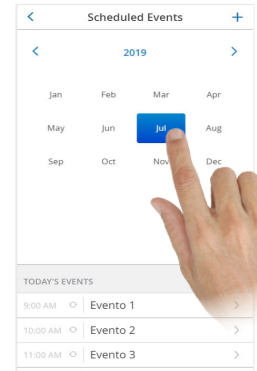 Scheduled Events
2019
Jan Feb Mar Apr
May Jun Jul Aug
Sep Oct Nov Dec
TODAY'S EVENTS
9:00 AM Evento 1
10:00 AM Evento 2
11:00 AM Evento 3